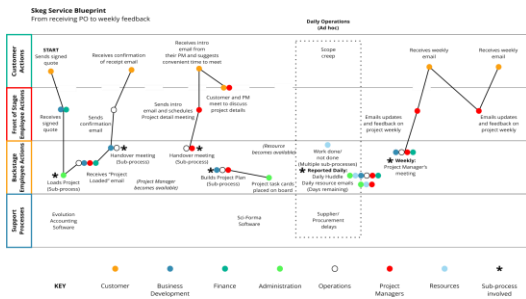 Skeg Service Blueprint
From receiving PO to weekly feedback
Daily Operations
(Ad hoc)
Customer
Actions
START
Sends signed
quote
Receives confirmation
of receipt email
Receives intro
email from
their PM and suggests
convenient time to meet
Scope
creep
Receives weekly
email
Receives weekly
email
Front of Stage
Employee Actions
Receives
signed
quote
Sends
confirmation
email
Sends intro
email and schedules
Project detail meeting
Customer and PM
meet to discuss
project details
Emails updates
and feedback on
project weekly
Emails updates
and feedback on
project weekly
Backstage
Employee Actions
Loads Project
(Sub-process)
Receives "Project
Loaded" email
Handover meeting
(Sub-process)
(Project Manager
becomes available)
Handover meeting
(Sub-process)
Builds Project Plan
(Sub-process)
(Resource
becomes available)
Project task cards
placed on board
Work done/
not done
(Multiple sub-processes)
Reported Daily:
Daily Huddle
Daily resource emails
(Days remaining)
Weekly:
Project Manager's
meeting
Support
Processes
Evolution
Accounting
Software
Sci-Forma
Software
Supplier/
Procurement
delays
KEY
Customer
Business
Development
Finance
Administration
Operations
Project
Managers
Resources
Sub-process
involved